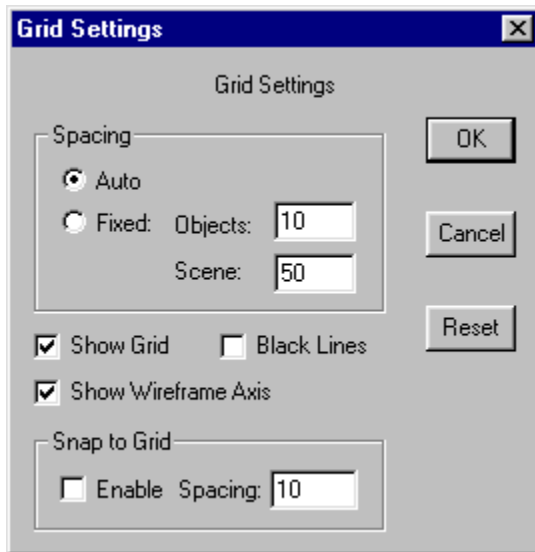 Grid Settings
Grid Settings
Spacing
Auto
Fixed: Objects: 10
Scene: 50
OK
Cancel
Reset
Show Grid Black Lines
Show Wireframe Axis
Snap to Grid
Enable Spacing: 10